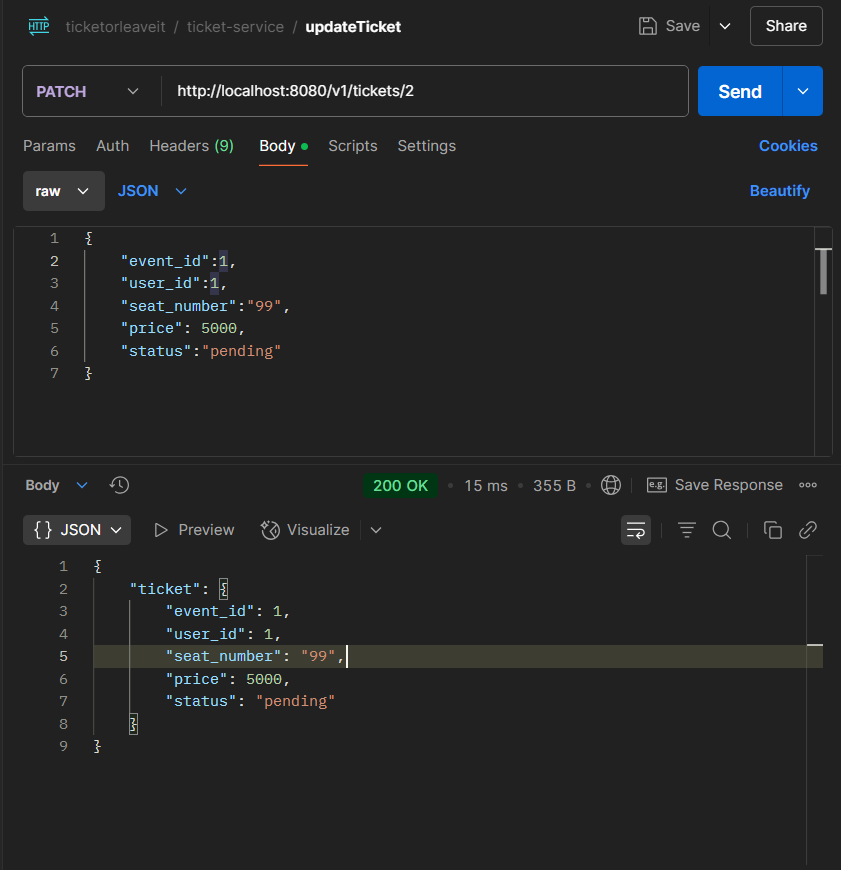 HTTP ticketorleaveit / ticket-service / updateTicket Save Share
PATCH http://localhost:8080/v1/tickets/2 Send
Params Auth Headers (9) Body Scripts Settings Cookies
raw JSON Beautify
1 {
2 "event_id":1,
3 "user_id":1,
4 "seat_number":"99",
5 "price": 5000,
6 "status":"pending"
7 }
Body 200 OK • 15 ms • 355 B • e.g. Save Response
{} JSON Preview Visualize
1 {
2 "ticket": {
3 "event_id": 1,
4 "user_id": 1,
5 "seat_number": "99",
6 "price": 5000,
7 "status": "pending"
8 }
9 }